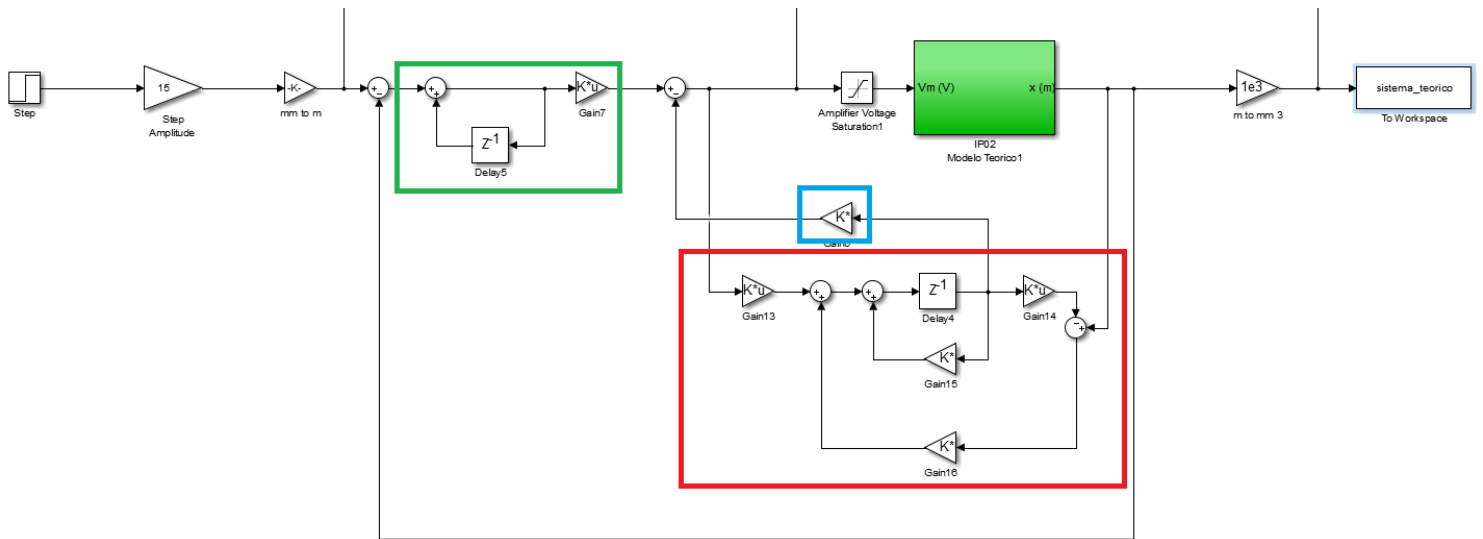 Step
15
Step
Amplitude
-K-
mm to m
+
−
+
+
K*u
Gain7
Z-1
Delay5
+
−
Amplifier Voltage
Saturation1
Vm (V)
x (m)
IP02
Modelo Teorico1
1e3
m to mm 3
sistema_teorico
To Workspace
K*
K*u
Gain13
+
+
+
+
Z-1
Delay4
K*u
Gain14
−
+
K*
Gain15
K*
Gain16